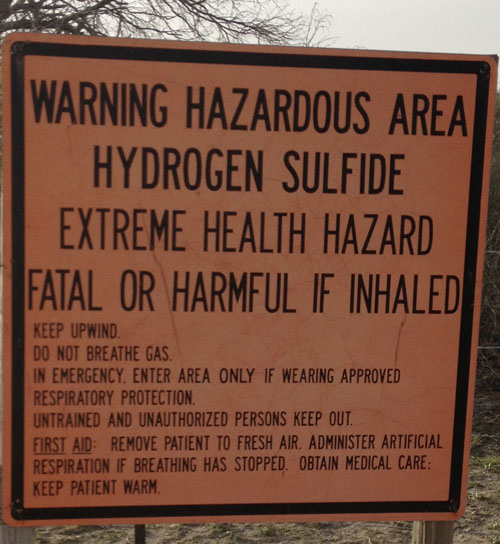 WARNING HAZARDOUS AREA
HYDROGEN SULFIDE
EXTREME HEALTH HAZARD
FATAL OR HARMFUL IF INHALED
KEEP UPWIND.
DO NOT BREATHE GAS.
IN EMERGENCY, ENTER AREA ONLY IF WEARING APPROVED
RESPIRATORY PROTECTION.
UNTRAINED AND UNAUTHORIZED PERSONS KEEP OUT.
FIRST AID: REMOVE PATIENT TO FRESH AIR. ADMINISTER ARTIFICIAL
RESPIRATION IF BREATHING HAS STOPPED. OBTAIN MEDICAL CARE:
KEEP PATIENT WARM.